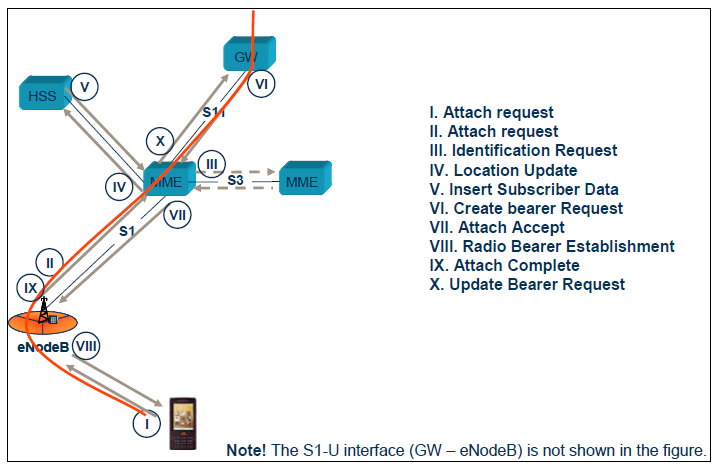 GW
VI
HSS
V
S11
X
III
MME
S3
MME
IV
VII
S1
II
IX
eNodeB
VIII
I
I. Attach request
II. Attach request
III. Identification Request
IV. Location Update
V. Insert Subscriber Data
VI. Create bearer Request
VII. Attach Accept
VIII. Radio Bearer Establishment
IX. Attach Complete
X. Update Bearer Request
Note! The S1-U interface (GW – eNodeB) is not shown in the figure.